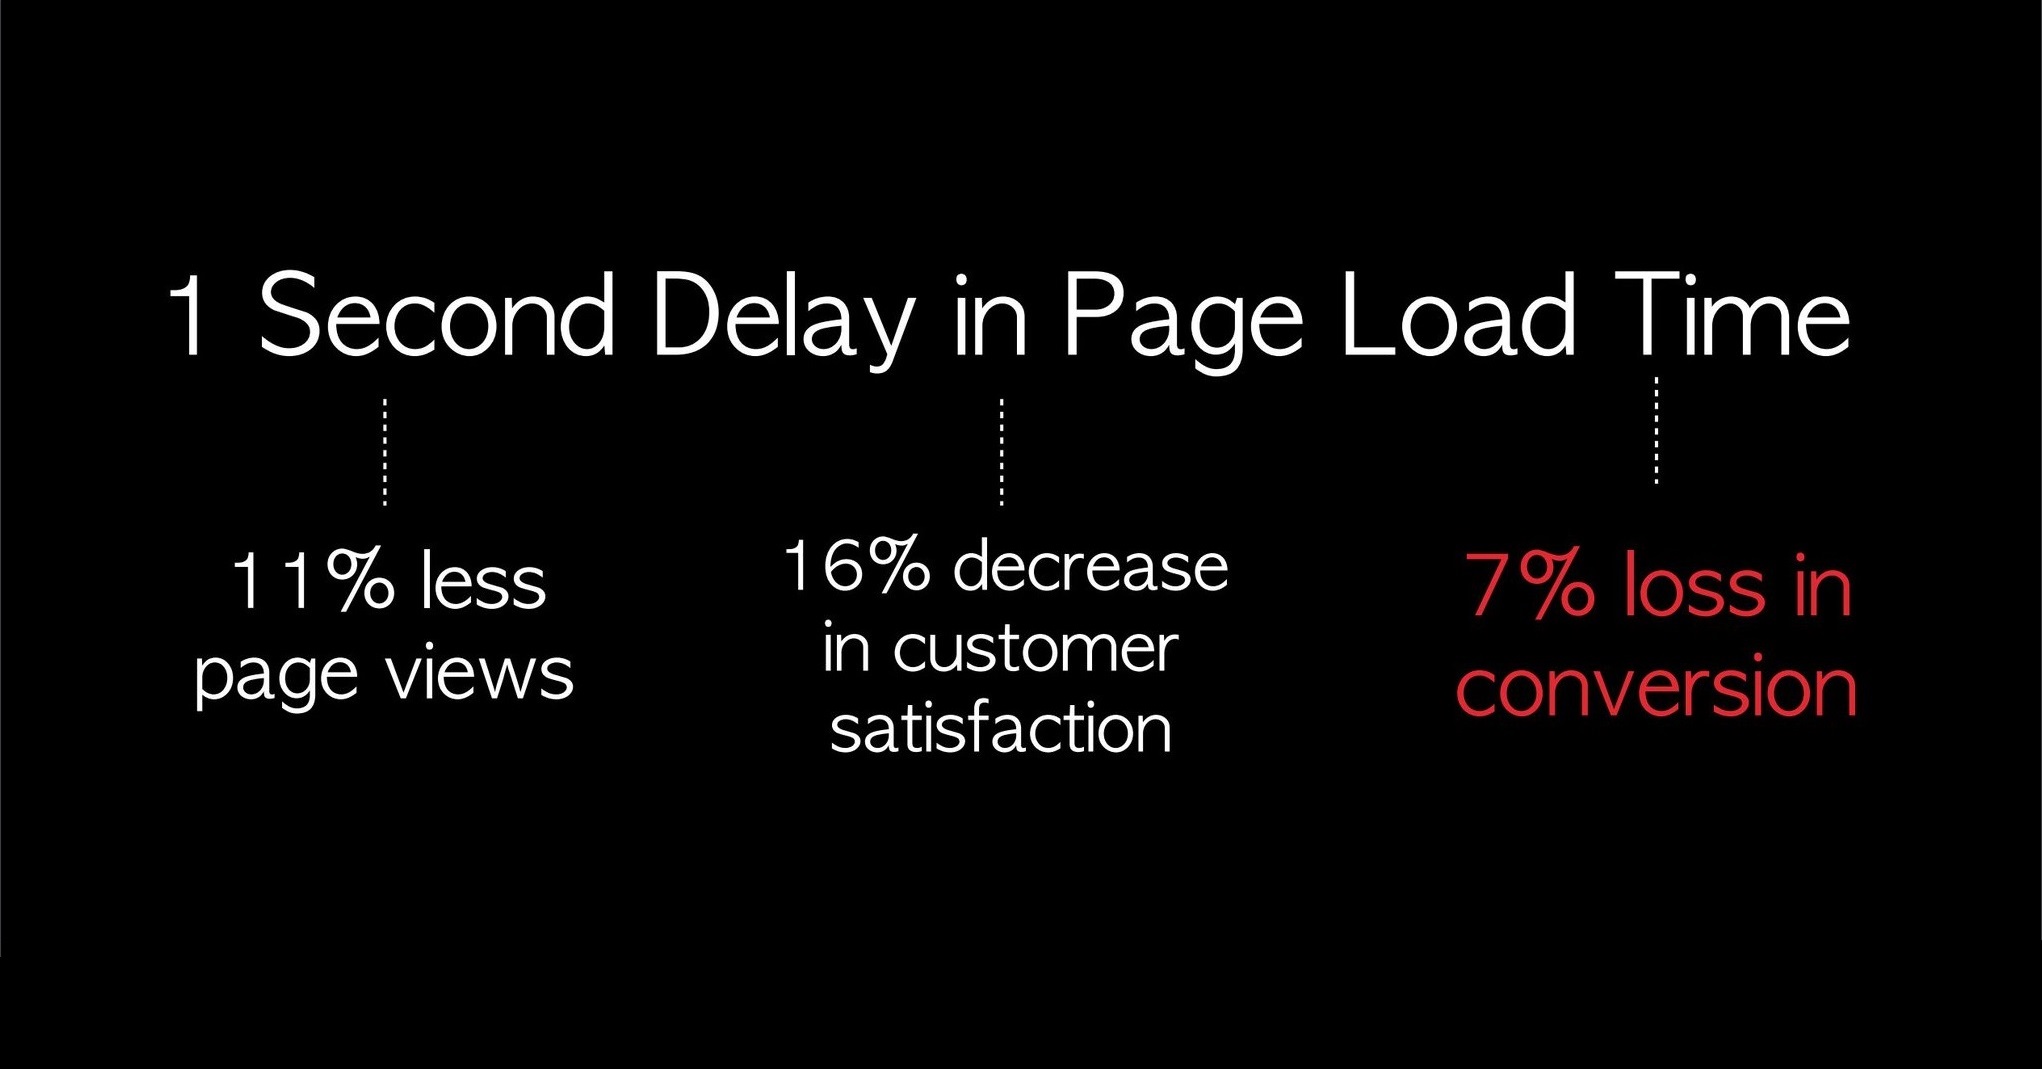 1 Second Delay in Page Load Time
11% less
page views
16% decrease
in customer
satisfaction
7% loss in
conversion